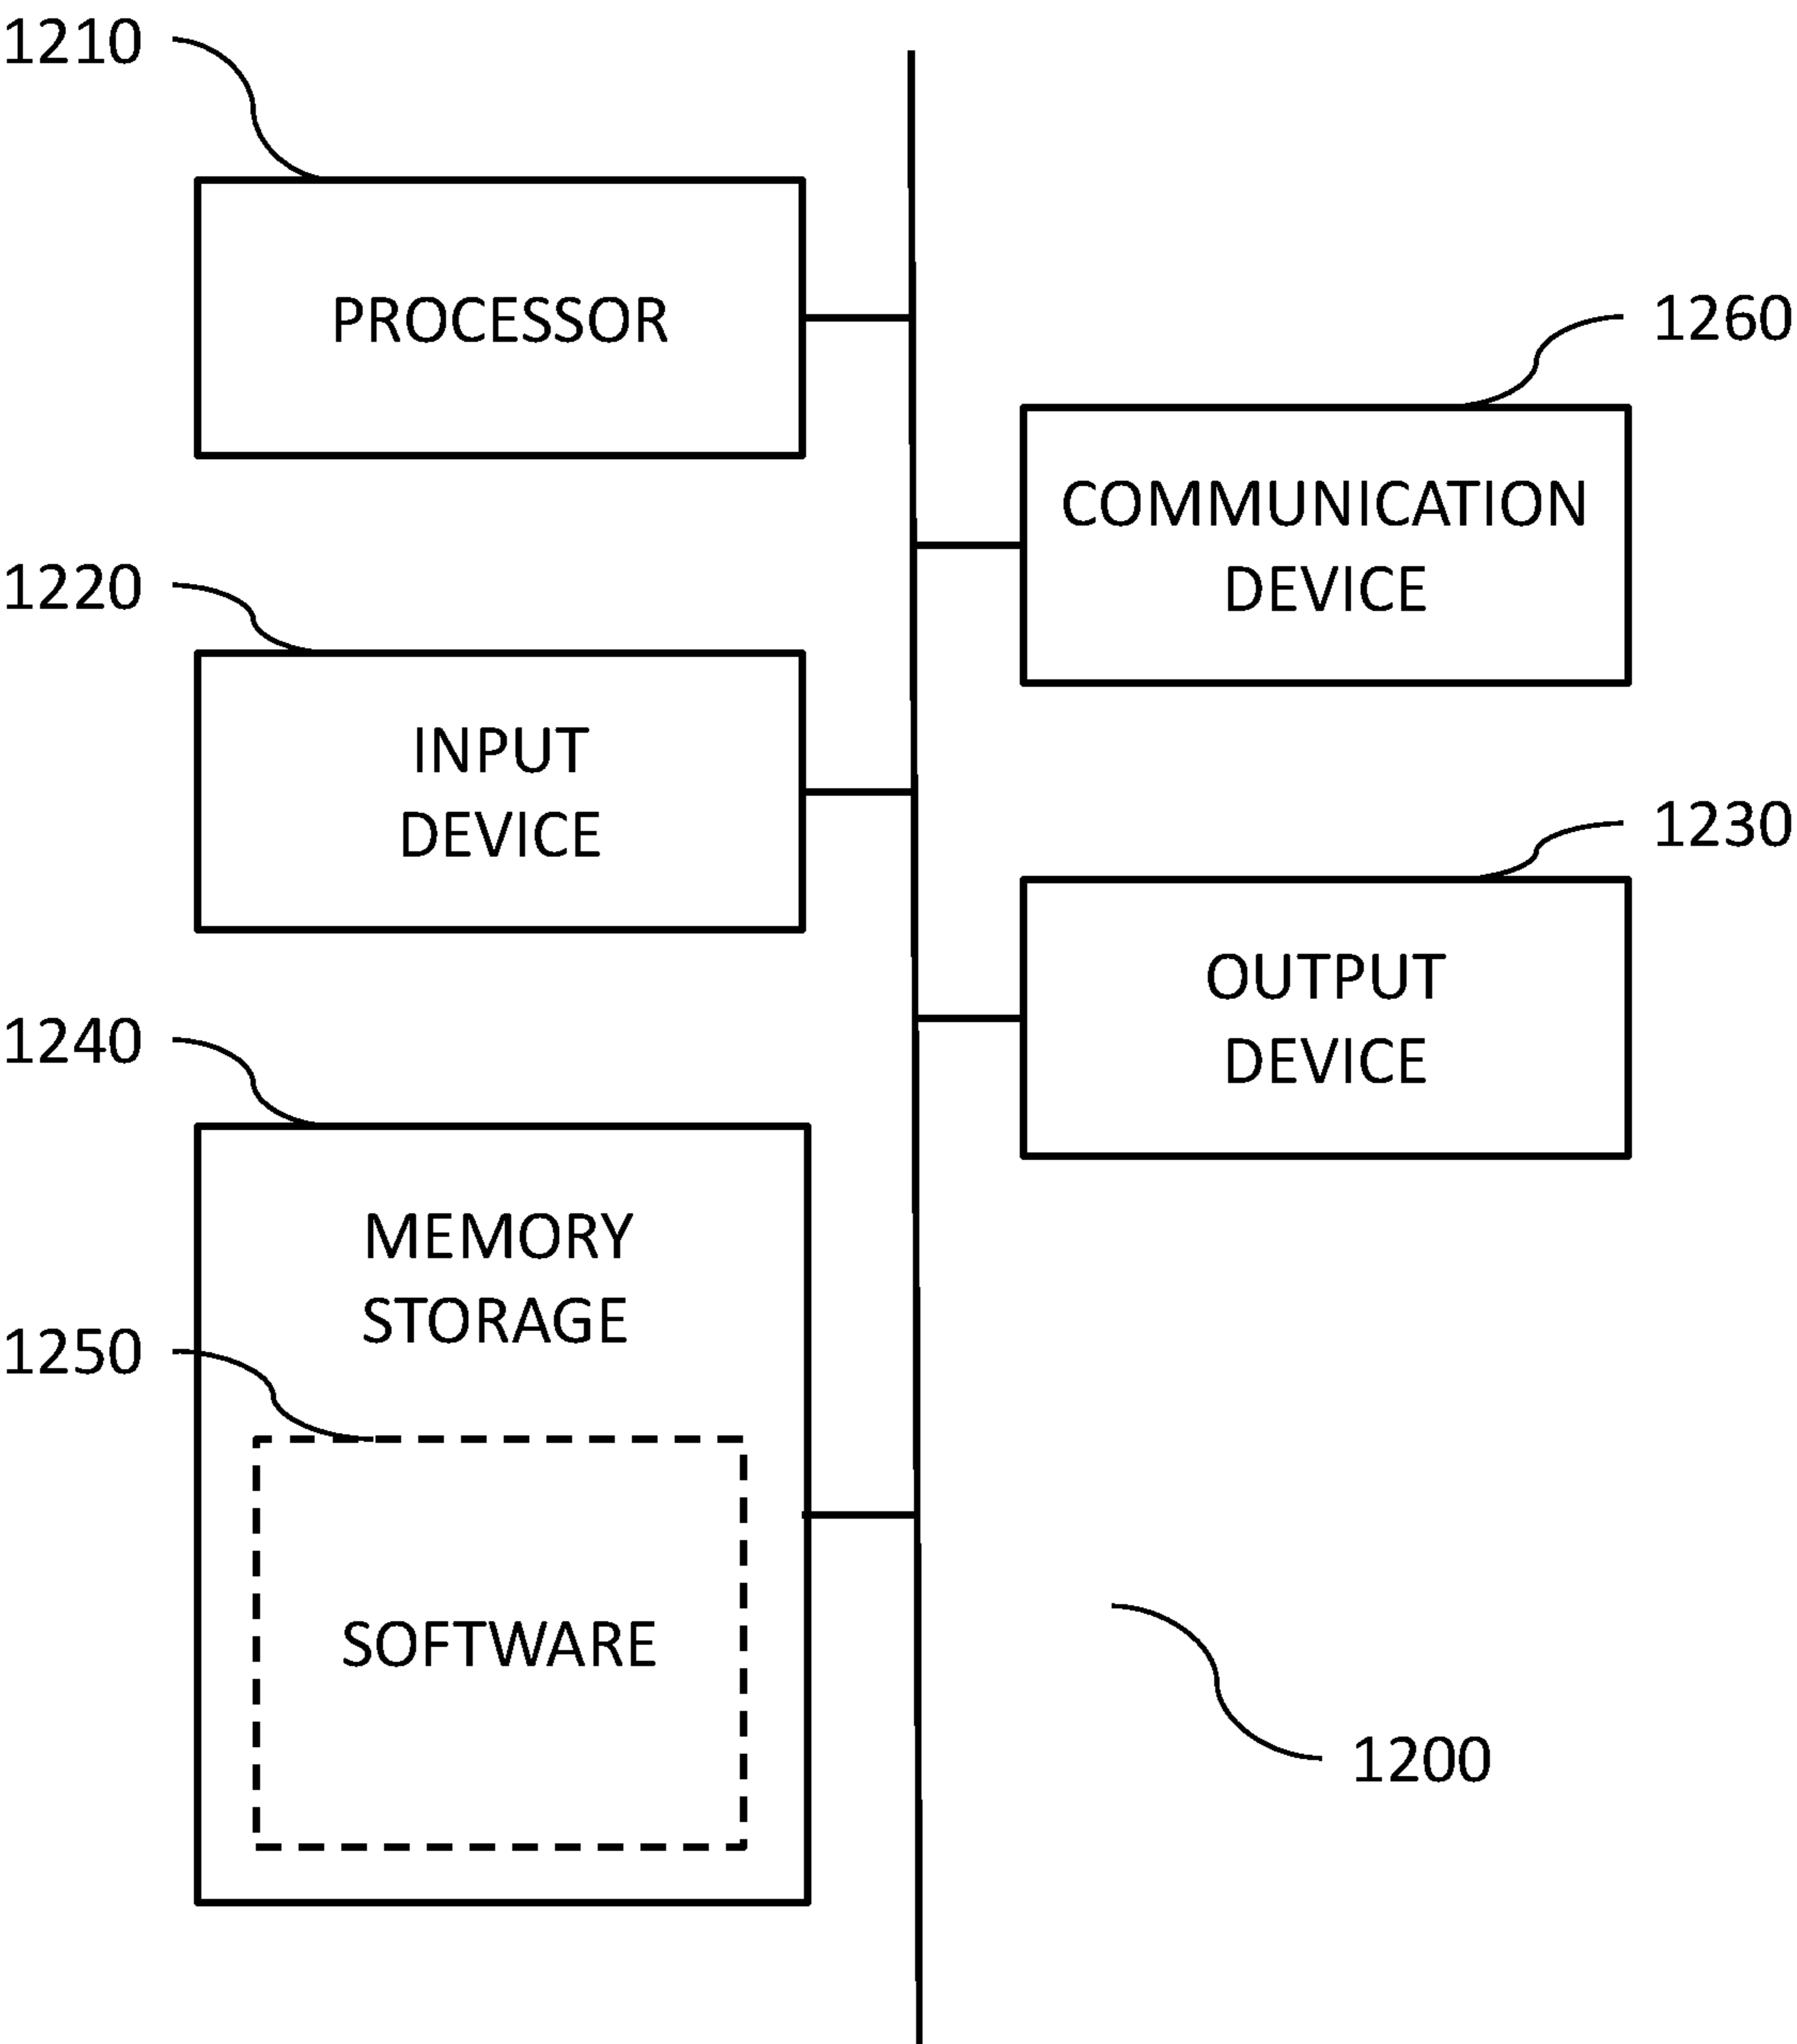 1210
PROCESSOR
1260
COMMUNICATION
DEVICE
1220
INPUT
DEVICE
1230
OUTPUT
DEVICE
1240
MEMORY
STORAGE
1250
SOFTWARE
1200